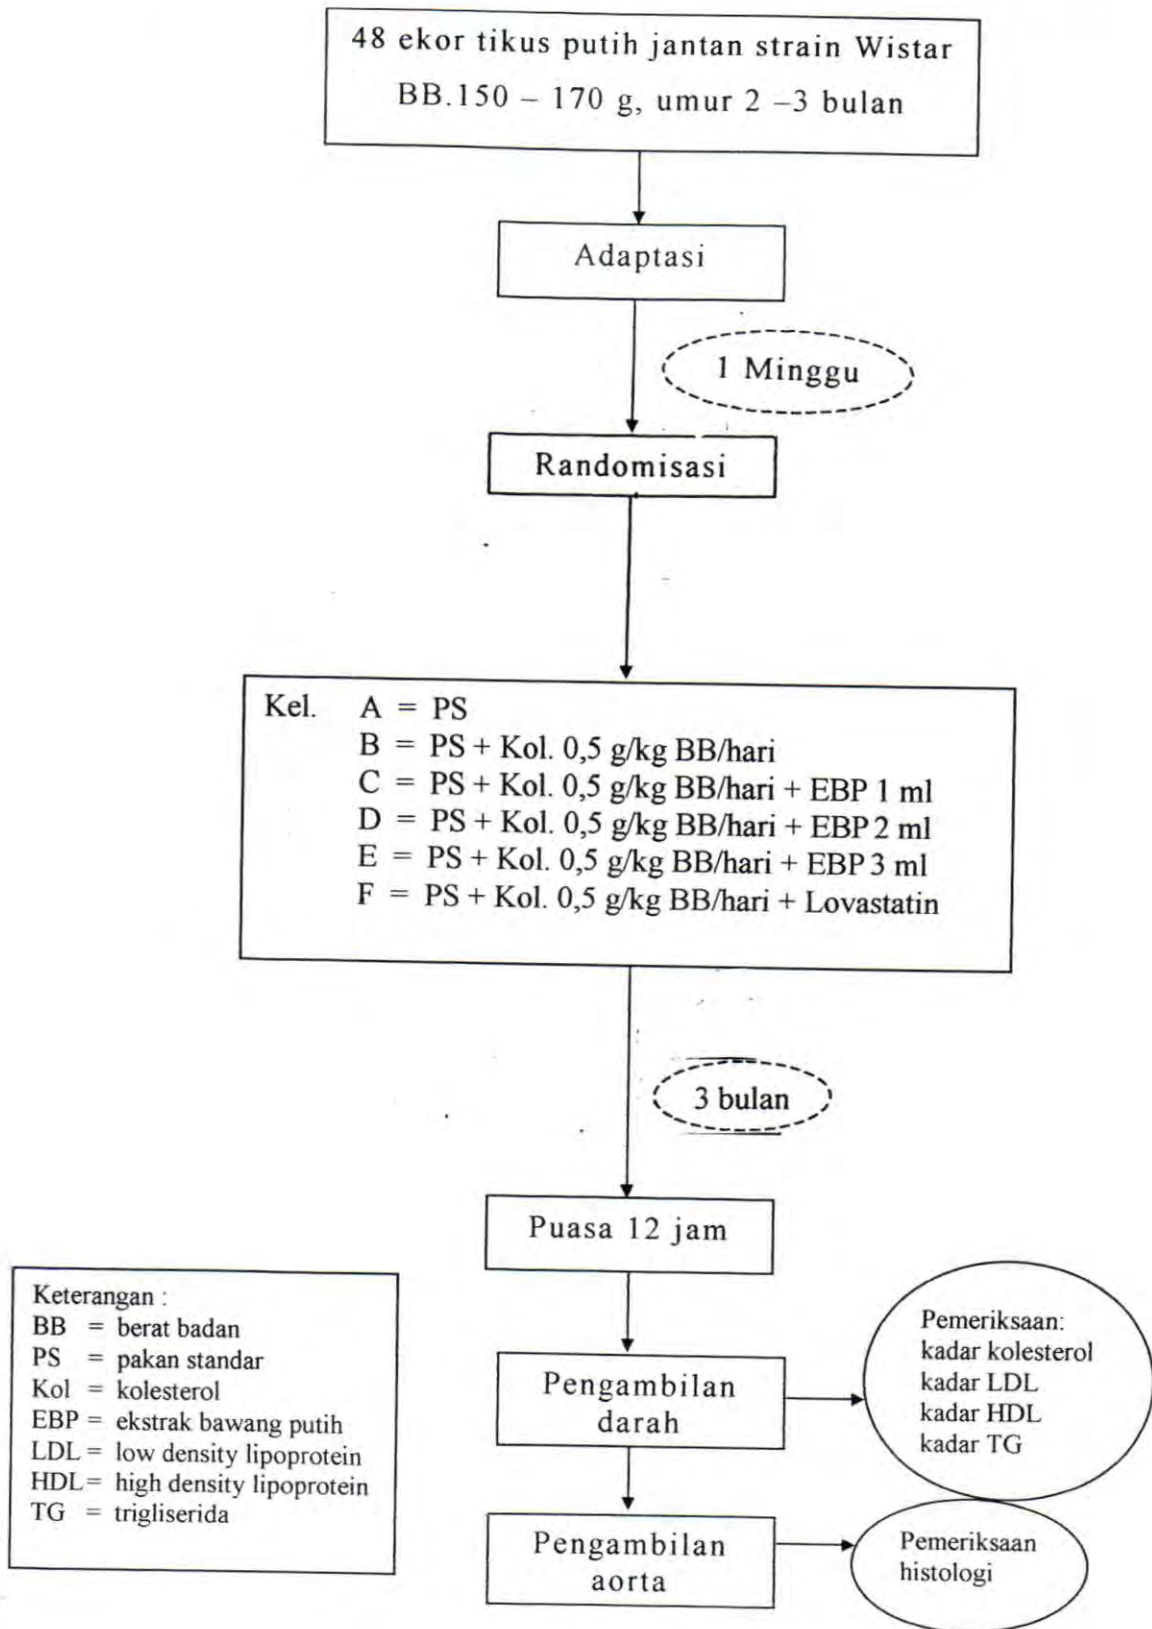 48 ekor tikus putih jantan strain Wistar
BB.150 – 170 g, umur 2 –3 bulan
Adaptasi
1 Minggu
Randomisasi
Kel. A = PS
B = PS + Kol. 0,5 g/kg BB/hari
C = PS + Kol. 0,5 g/kg BB/hari + EBP 1 ml
D = PS + Kol. 0,5 g/kg BB/hari + EBP 2 ml
E = PS + Kol. 0,5 g/kg BB/hari + EBP 3 ml
F = PS + Kol. 0,5 g/kg BB/hari + Lovastatin
3 bulan
Puasa 12 jam
Pengambilan
darah
Pemeriksaan:
kadar kolesterol
kadar LDL
kadar HDL
kadar TG
Pengambilan
aorta
Pemeriksaan
histologi
Keterangan :
BB = berat badan
PS = pakan standar
Kol = kolesterol
EBP = ekstrak bawang putih
LDL = low density lipoprotein
HDL = high density lipoprotein
TG = trigliserida